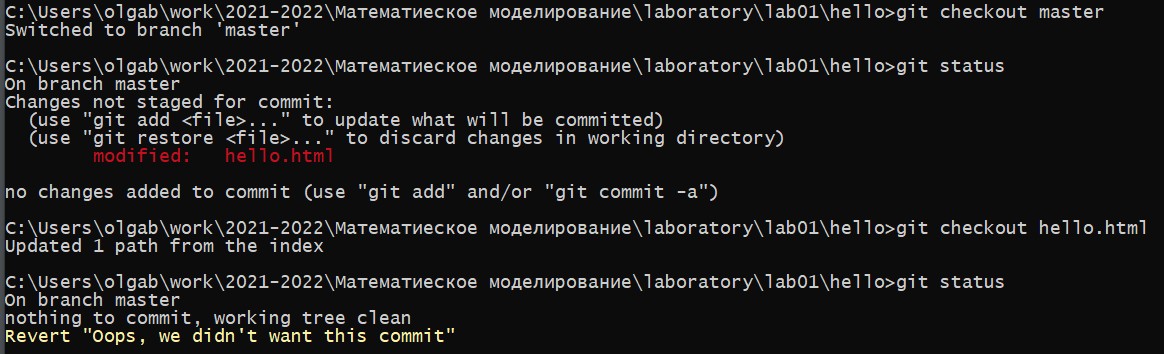 C:\Users\olgab\work\2021-2022\Математиеское моделирование\laboratory\lab01\hello>git checkout master
Switched to branch 'master'
C:\Users\olgab\work\2021-2022\Математиеское моделирование\laboratory\lab01\hello>git status
On branch master
Changes not staged for commit:
  (use "git add <file>..." to update what will be committed)
  (use "git restore <file>..." to discard changes in working directory)
        modified:   hello.html
no changes added to commit (use "git add" and/or "git commit -a")
C:\Users\olgab\work\2021-2022\Математиеское моделирование\laboratory\lab01\hello>git checkout hello.html
Updated 1 path from the index
C:\Users\olgab\work\2021-2022\Математиеское моделирование\laboratory\lab01\hello>git status
On branch master
nothing to commit, working tree clean
Revert "Oops, we didn't want this commit"